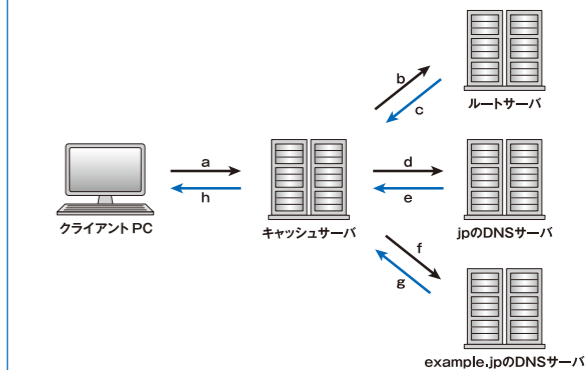 b
c
ルートサーバ
a
h
d
e
クライアントPC
キャッシュサーバ
jpのDNSサーバ
f
g
example.jpのDNSサーバ